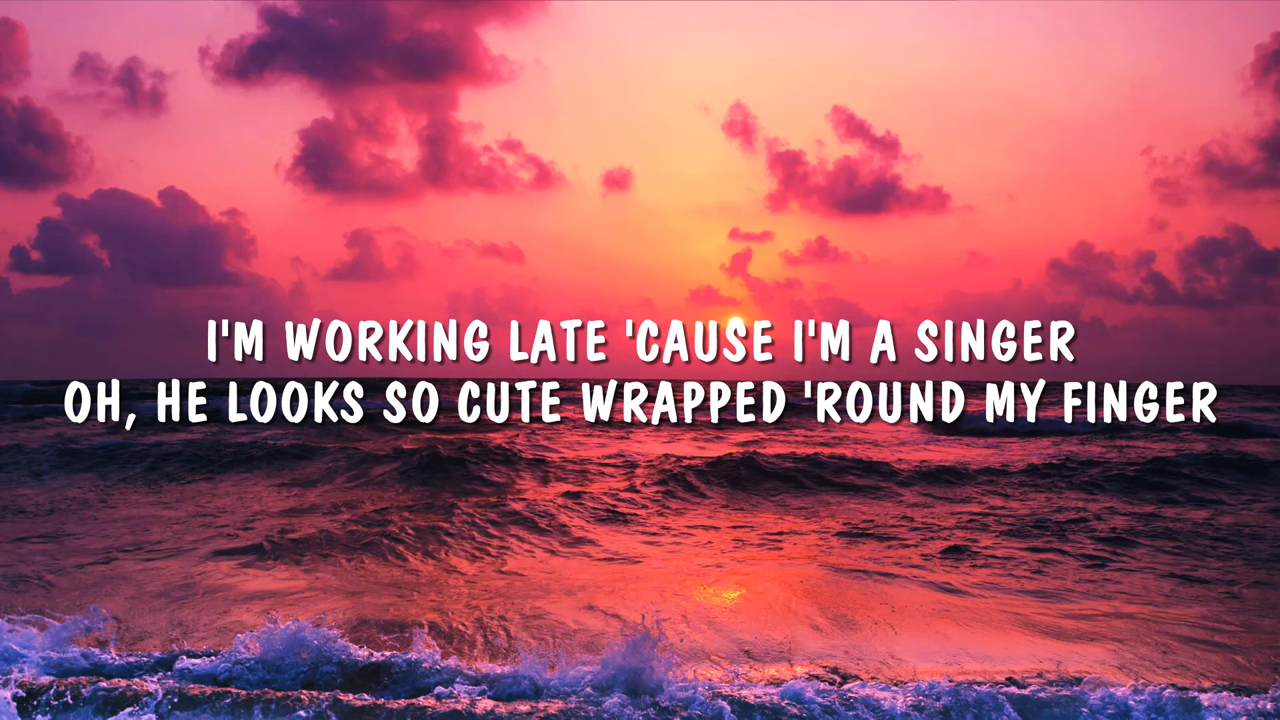 I'M WORKING LATE 'CAUSE I'M A SINGER
OH, HE LOOKS SO CUTE WRAPPED 'ROUND MY FINGER